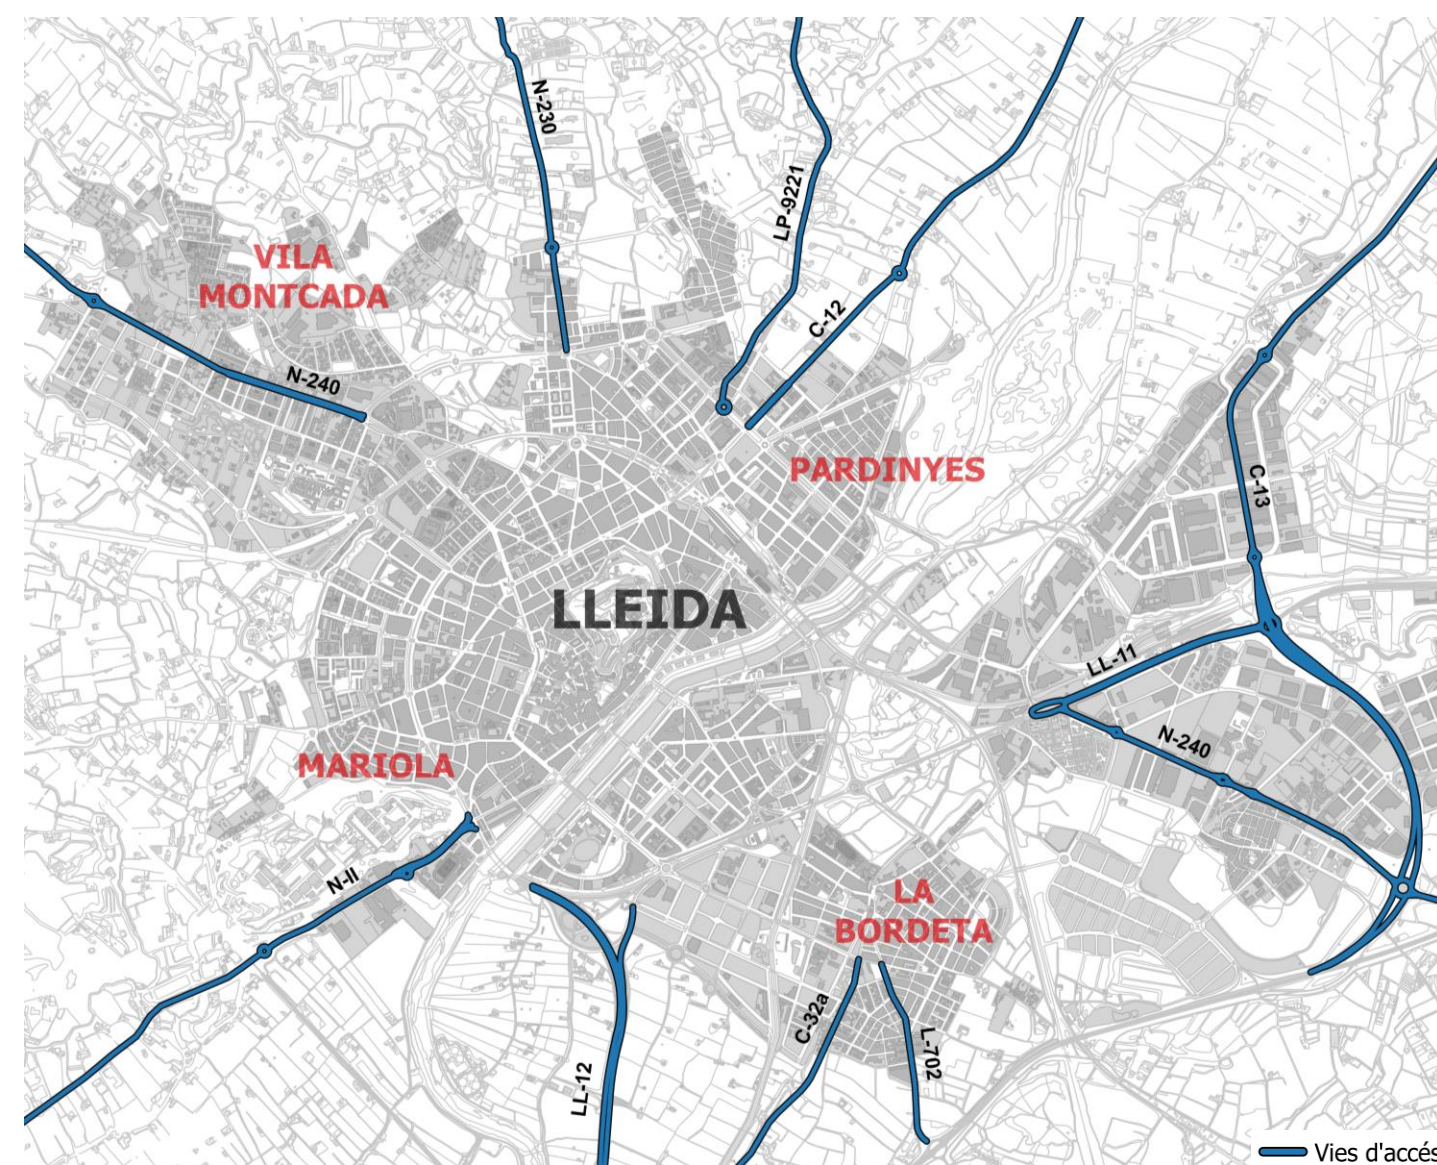 N-230
LP-9221
VILA
MONTCADA
C-12
N-240
PARDINYES
C-13
LLEIDA
LL-11
N-240
MARIOLA
N-II
LA
BORDETA
C-32a
L-702
LL-12
Vies d'accés